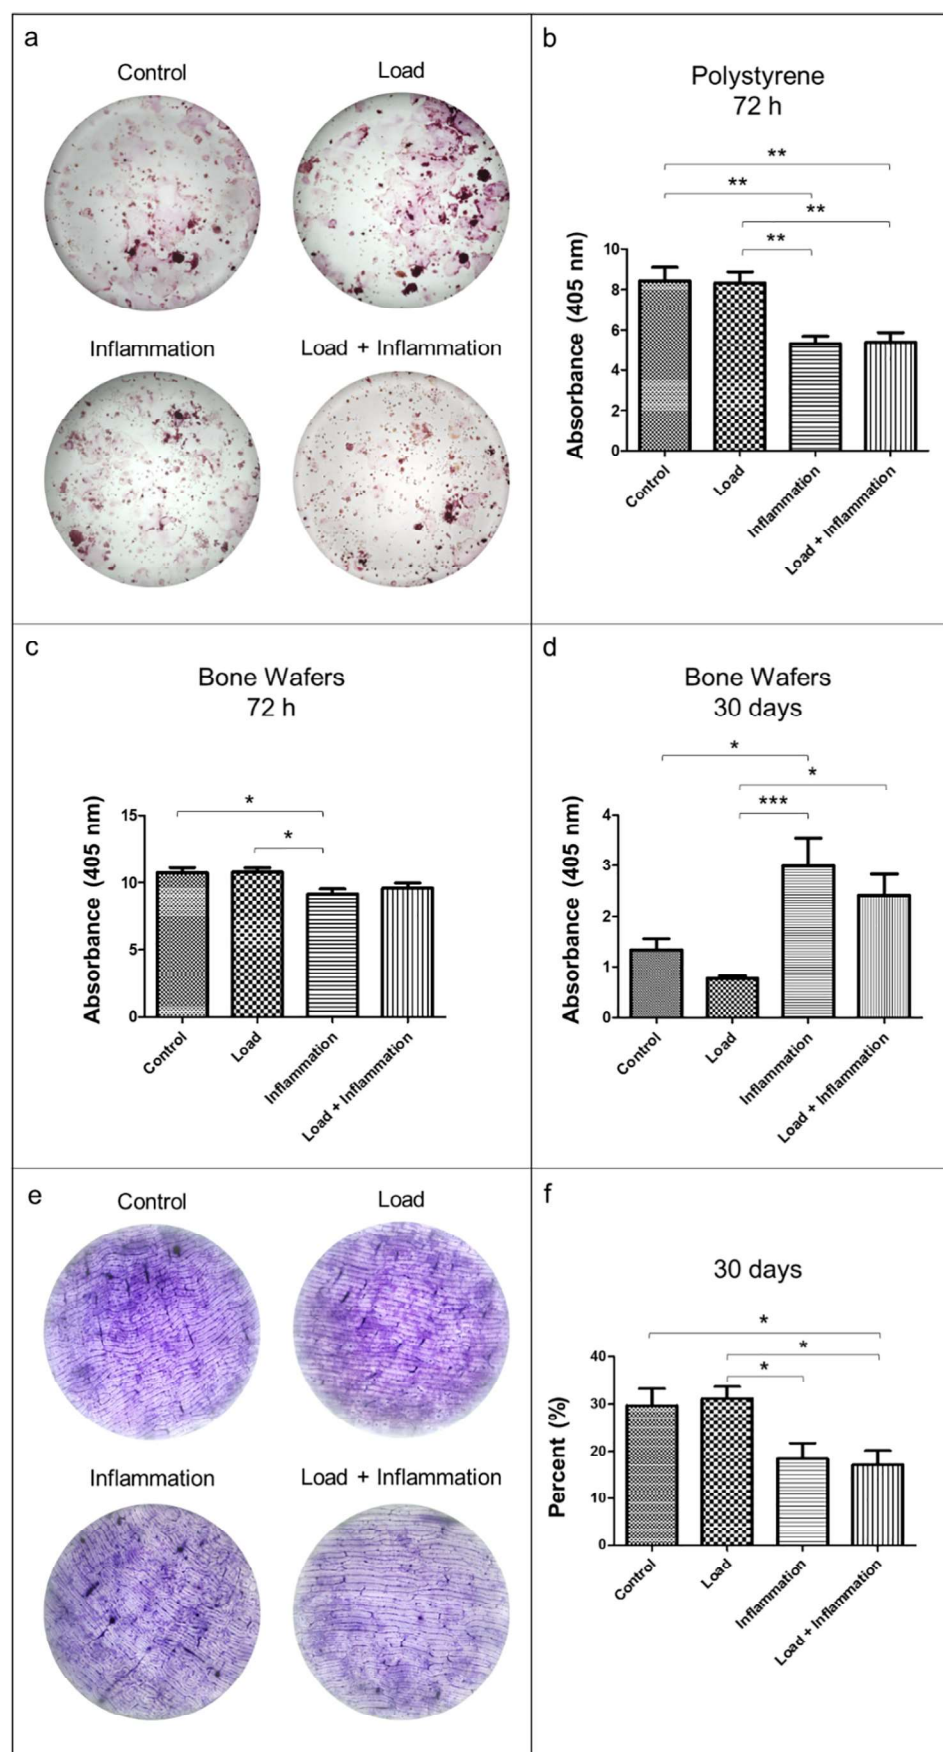 a
Control
Load
Inflammation
Load + Inflammation
b
Polystyrene
72 h
**
**
**
**
Absorbance (405 nm)
10
8
6
4
2
0
Control
Load
Inflammation
Load + Inflammation
c
Bone Wafers
72 h
*
*
Absorbance (405 nm)
15
10
5
0
Control
Load
Inflammation
Load + Inflammation
d
Bone Wafers
30 days
*
*
***
Absorbance (405 nm)
4
3
2
1
0
Control
Load
Inflammation
Load + Inflammation
e
Control
Load
Inflammation
Load + Inflammation
f
30 days
*
*
*
Percent (%)
40
30
20
10
0
Control
Load
Inflammation
Load + Inflammation